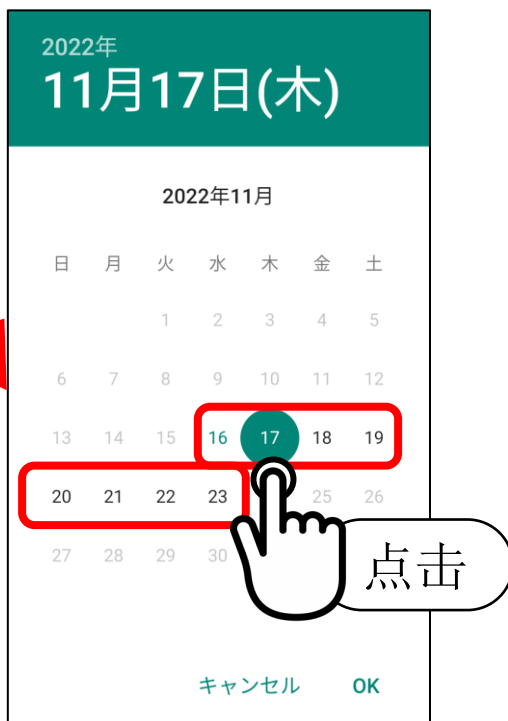 2022年
11月17日(木)
2022年11月
日 月 火 水 木 金 土
1 2 3 4 5
6 7 8 9 10 11 12
13 14 15 16 17 18 19
20 21 22 23 25 26
27 28 29 30
点击
キャンセル OK